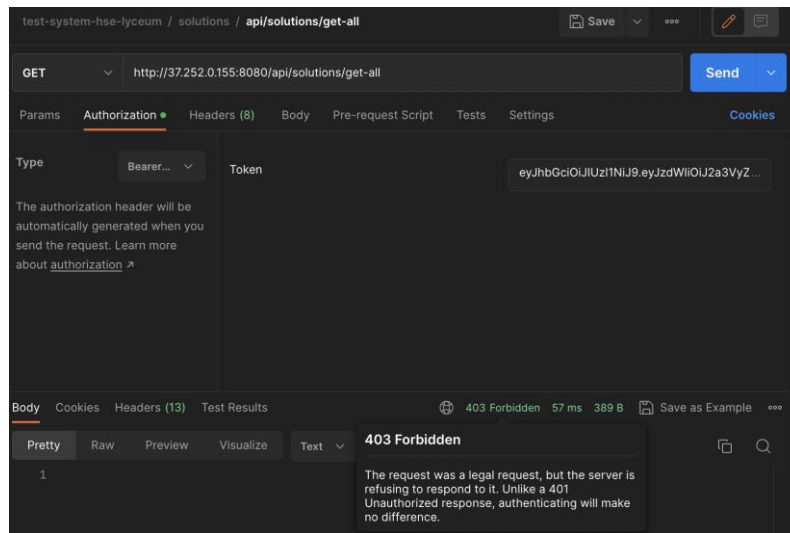 test-system-hse-lyceum / solutions / api/solutions/get-all
Save
GET
http://37.252.0.155:8080/api/solutions/get-all
Send
Params Authorization Headers (8) Body Pre-request Script Tests Settings Cookies
Type
Bearer...
Token
eyJhbGciOiJIUzI1NiJ9.eyJzdWIiOiJ2a3VyZ...
The authorization header will be
automatically generated when you
send the request. Learn more
about authorization ↗
Body Cookies Headers (13) Test Results
403 Forbidden 57 ms 389 B Save as Example
Pretty Raw Preview Visualize Text
403 Forbidden
1
The request was a legal request, but the server is
refusing to respond to it. Unlike a 401
Unauthorized response, authenticating will make
no difference.